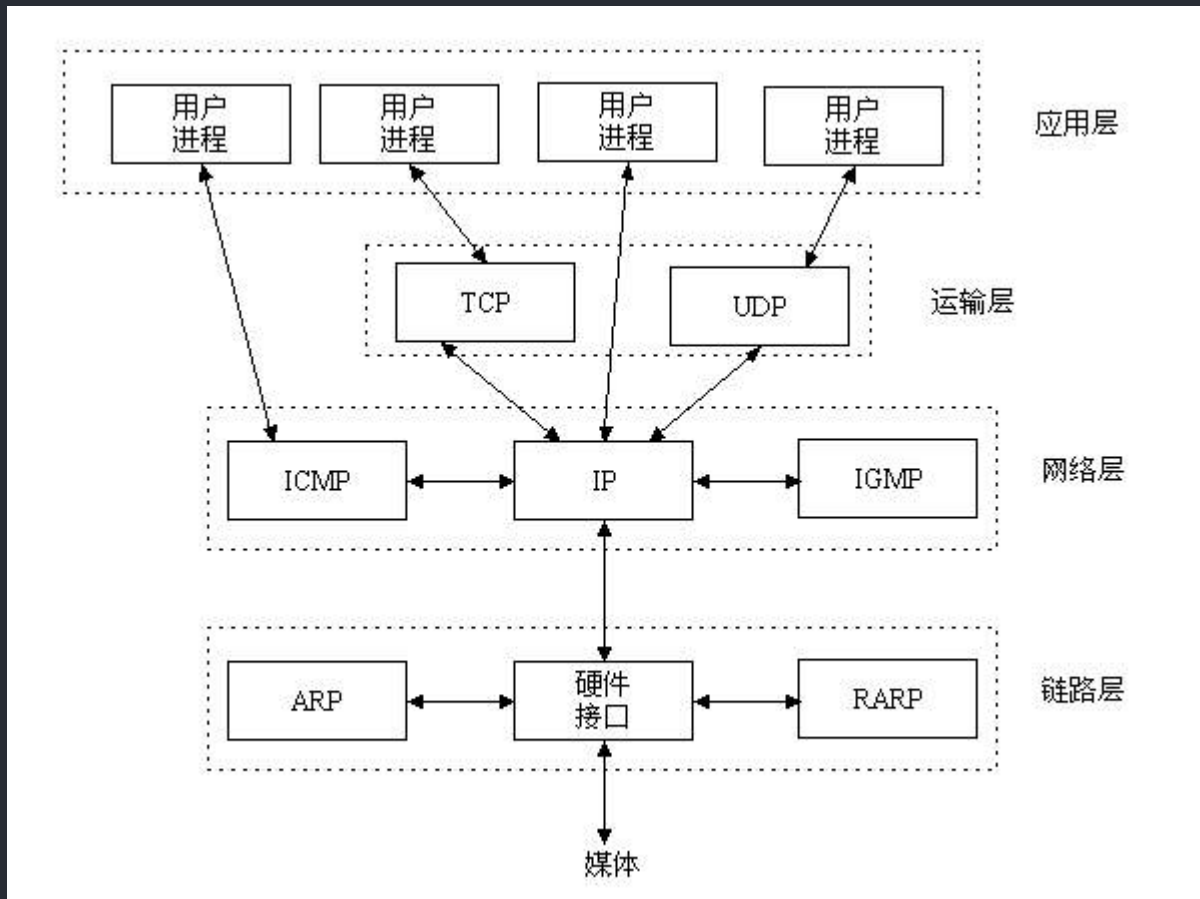 用户
进程
用户
进程
用户
进程
用户
进程
应用层
TCP
UDP
运输层
ICMP
IP
IGMP
网络层
ARP
硬件
接口
RARP
链路层
媒体